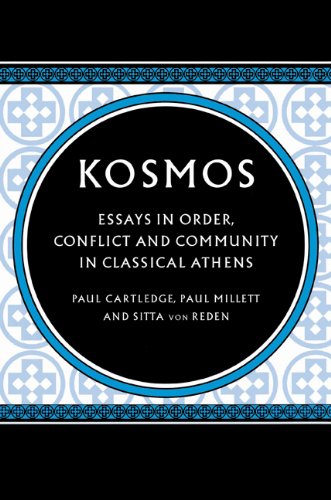 KOSMOS
ESSAYS IN ORDER,
CONFLICT AND COMMUNITY
IN CLASSICAL ATHENS
PAUL CARTLEDGE, PAUL MILLETT
AND SITTA VON REDEN